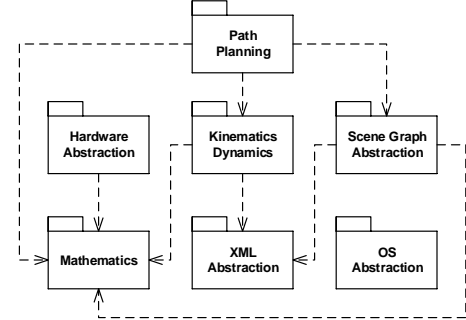 Path
Planning
Hardware
Abstraction
Kinematics
Dynamics
Scene Graph
Abstraction
Mathematics
XML
Abstraction
OS
Abstraction